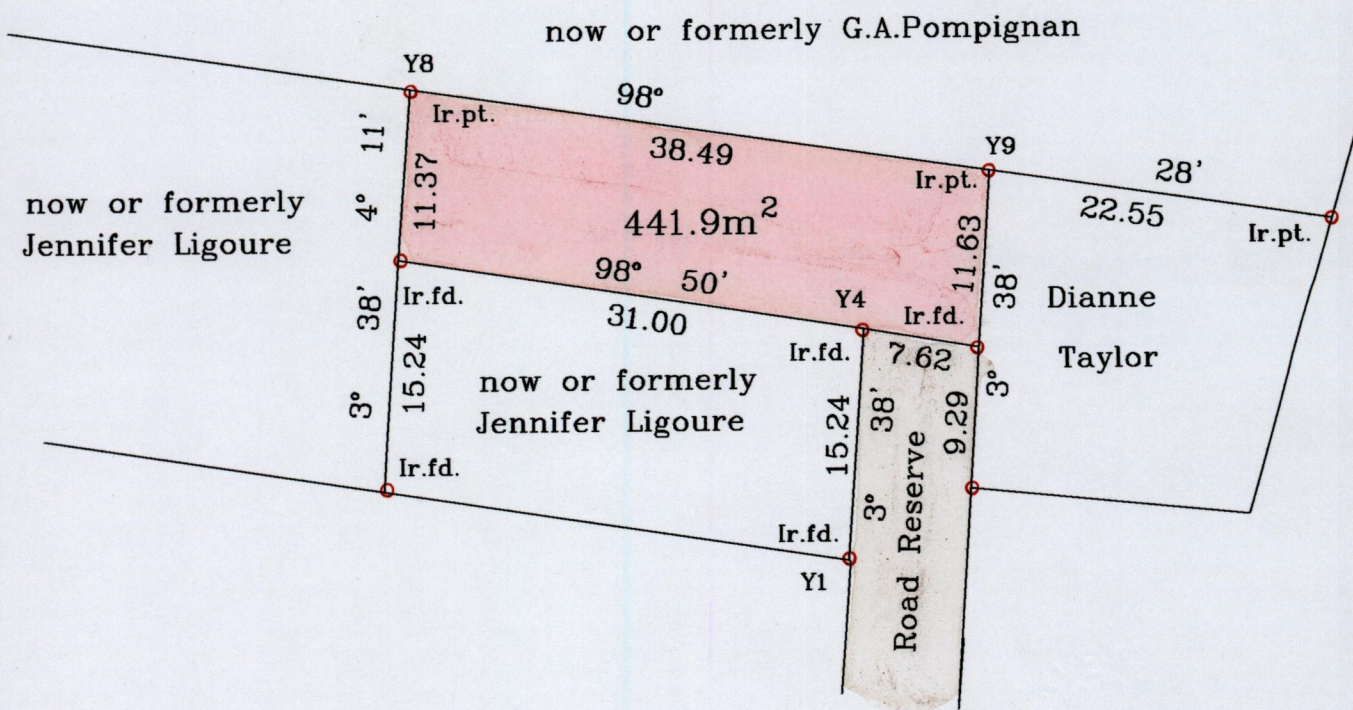 now or formerly G.A.Pompignan
Y8
98°
Ir.pt.
38.49
Y9
28'
Ir.pt.
22.55
Ir.pt.
11'
4°
11.37
now or formerly
Jennifer Ligoure
441.9m²
11.63
38'
98° 50'
Ir.fd.
31.00
Y4
Ir.fd.
Ir.fd.
7.62
Dianne
Taylor
38'
3°
15.24
now or formerly
Jennifer Ligoure
15.24
38'
3°
9.29
3°
Ir.fd.
Ir.fd.
Y1
Road Reserve